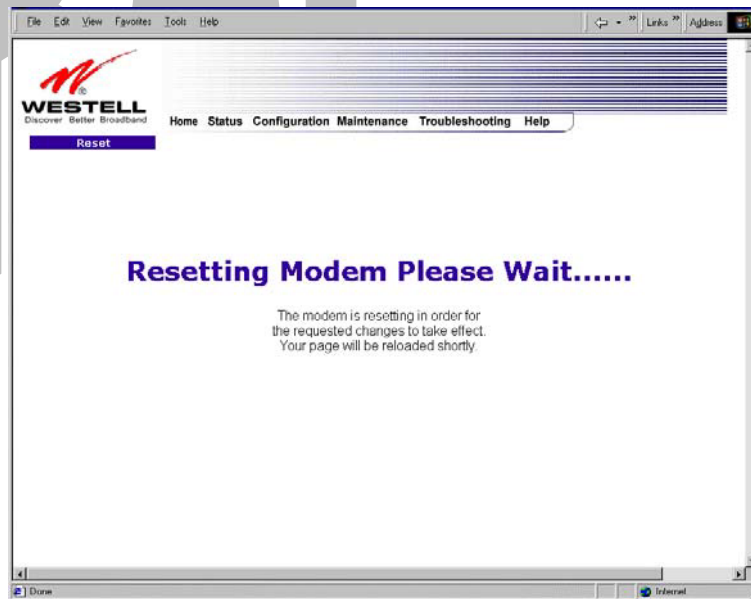 File Edit View Favorites Tools Help
Links » Address
WESTELL
Discover Better Broadband
Home Status Configuration Maintenance Troubleshooting Help
Reset
Resetting Modem Please Wait......
The modem is resetting in order for
the requested changes to take effect.
Your page will be reloaded shortly.
Done
Internet